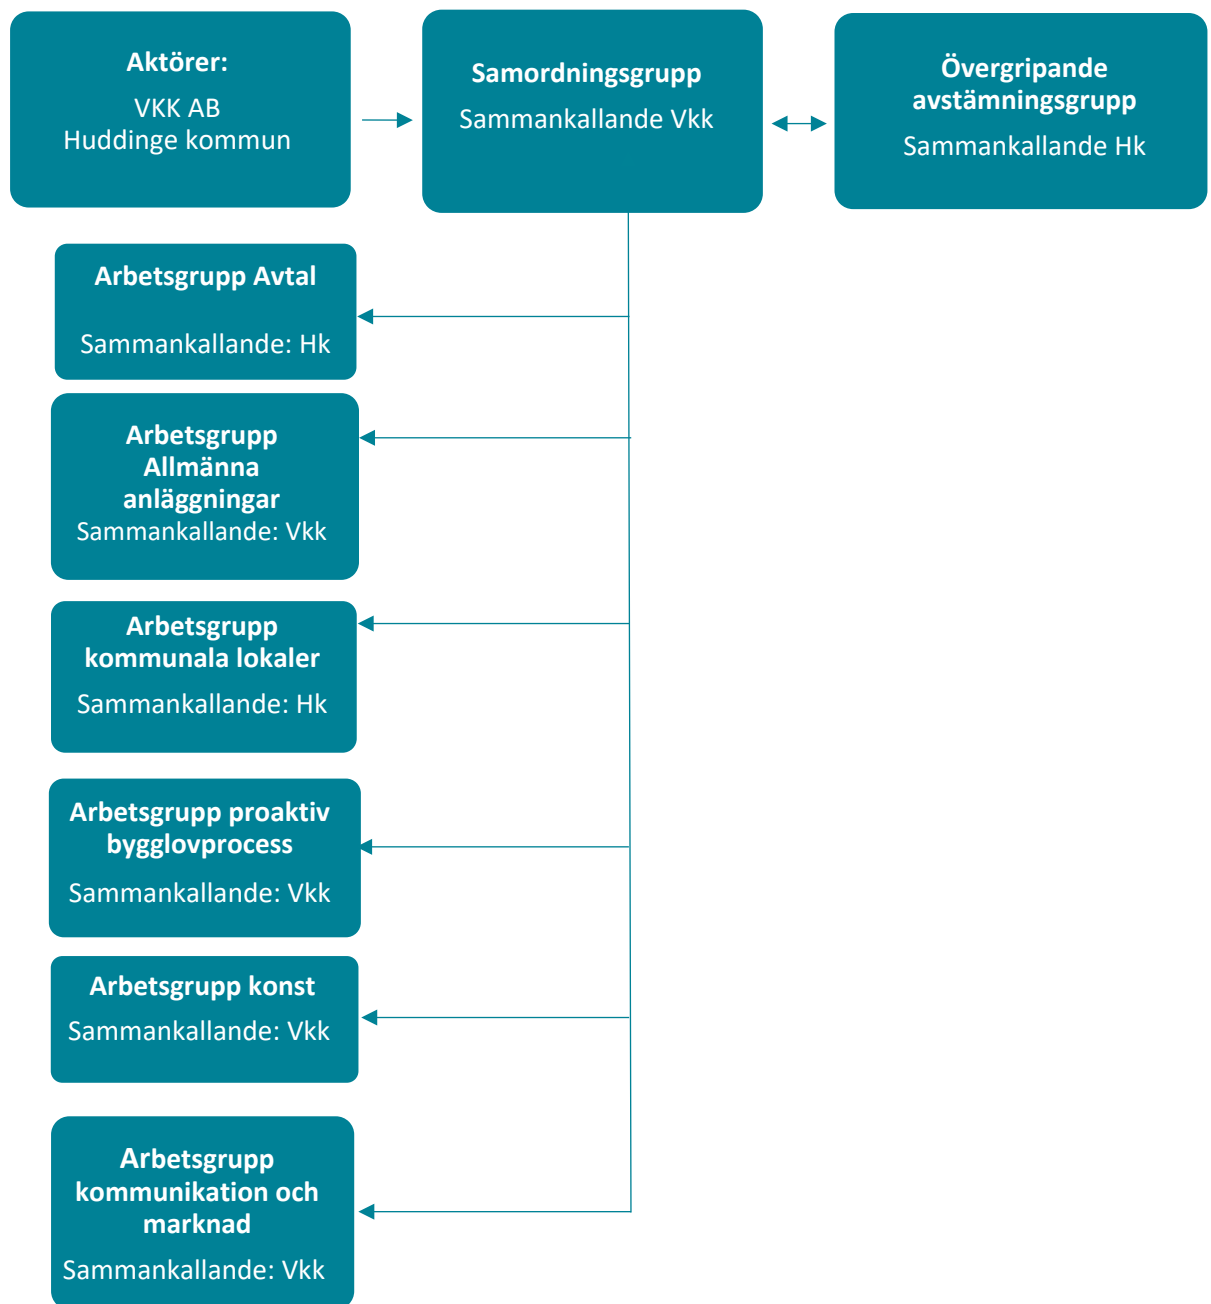 Aktörer:
VKK AB
Huddinge kommun
Samordningsgrupp
Sammankallande Vkk
Övergripande
avstämningsgrupp
Sammankallande Hk
Arbetsgrupp Avtal
Sammankallande: Hk
Arbetsgrupp
Allmänna
anläggningar
Sammankallande: Vkk
Arbetsgrupp
kommunala lokaler
Sammankallande: Hk
Arbetsgrupp proaktiv
bygglovprocess
Sammankallande: Vkk
Arbetsgrupp konst
Sammankallande: Vkk
Arbetsgrupp
kommunikation och
marknad
Sammankallande: Vkk